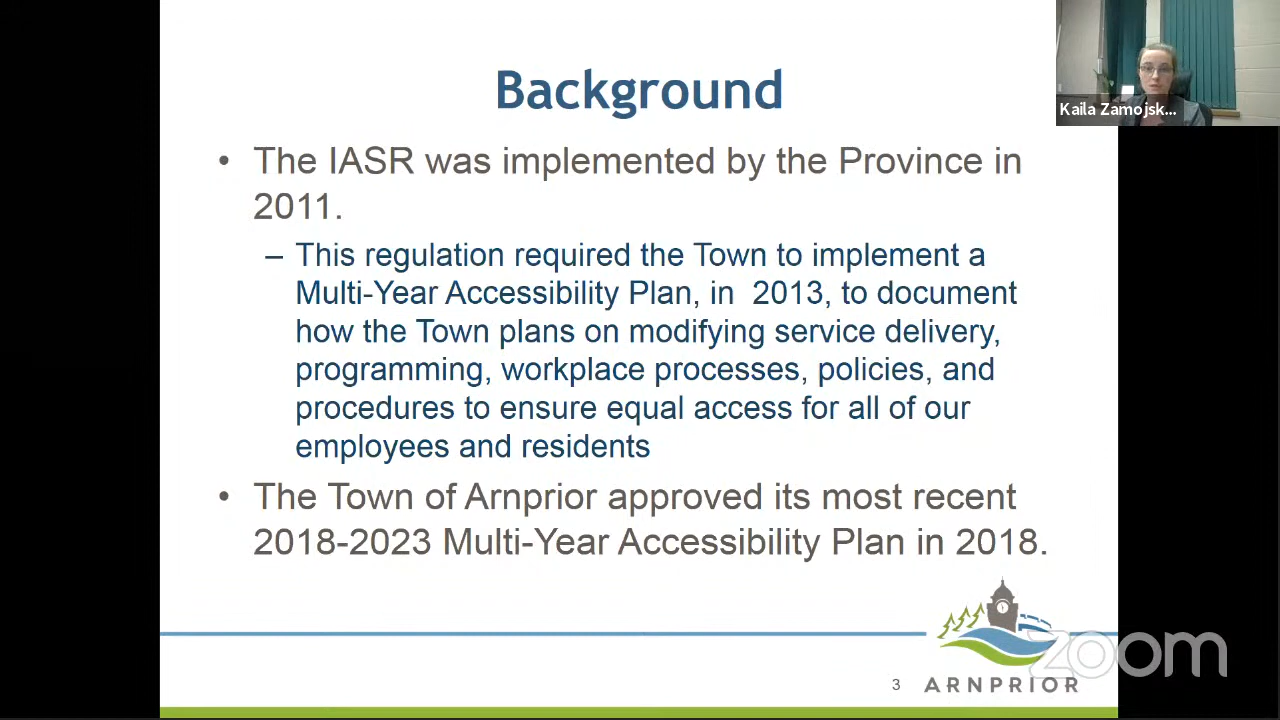 Background
• The IASR was implemented by the Province in
2011.
– This regulation required the Town to implement a
Multi-Year Accessibility Plan, in 2013, to document
how the Town plans on modifying service delivery,
programming, workplace processes, policies, and
procedures to ensure equal access for all of our
employees and residents
• The Town of Arnprior approved its most recent
2018-2023 Multi-Year Accessibility Plan in 2018.
Kaila Zamojsk...
zoom
3
ARNPRIOR